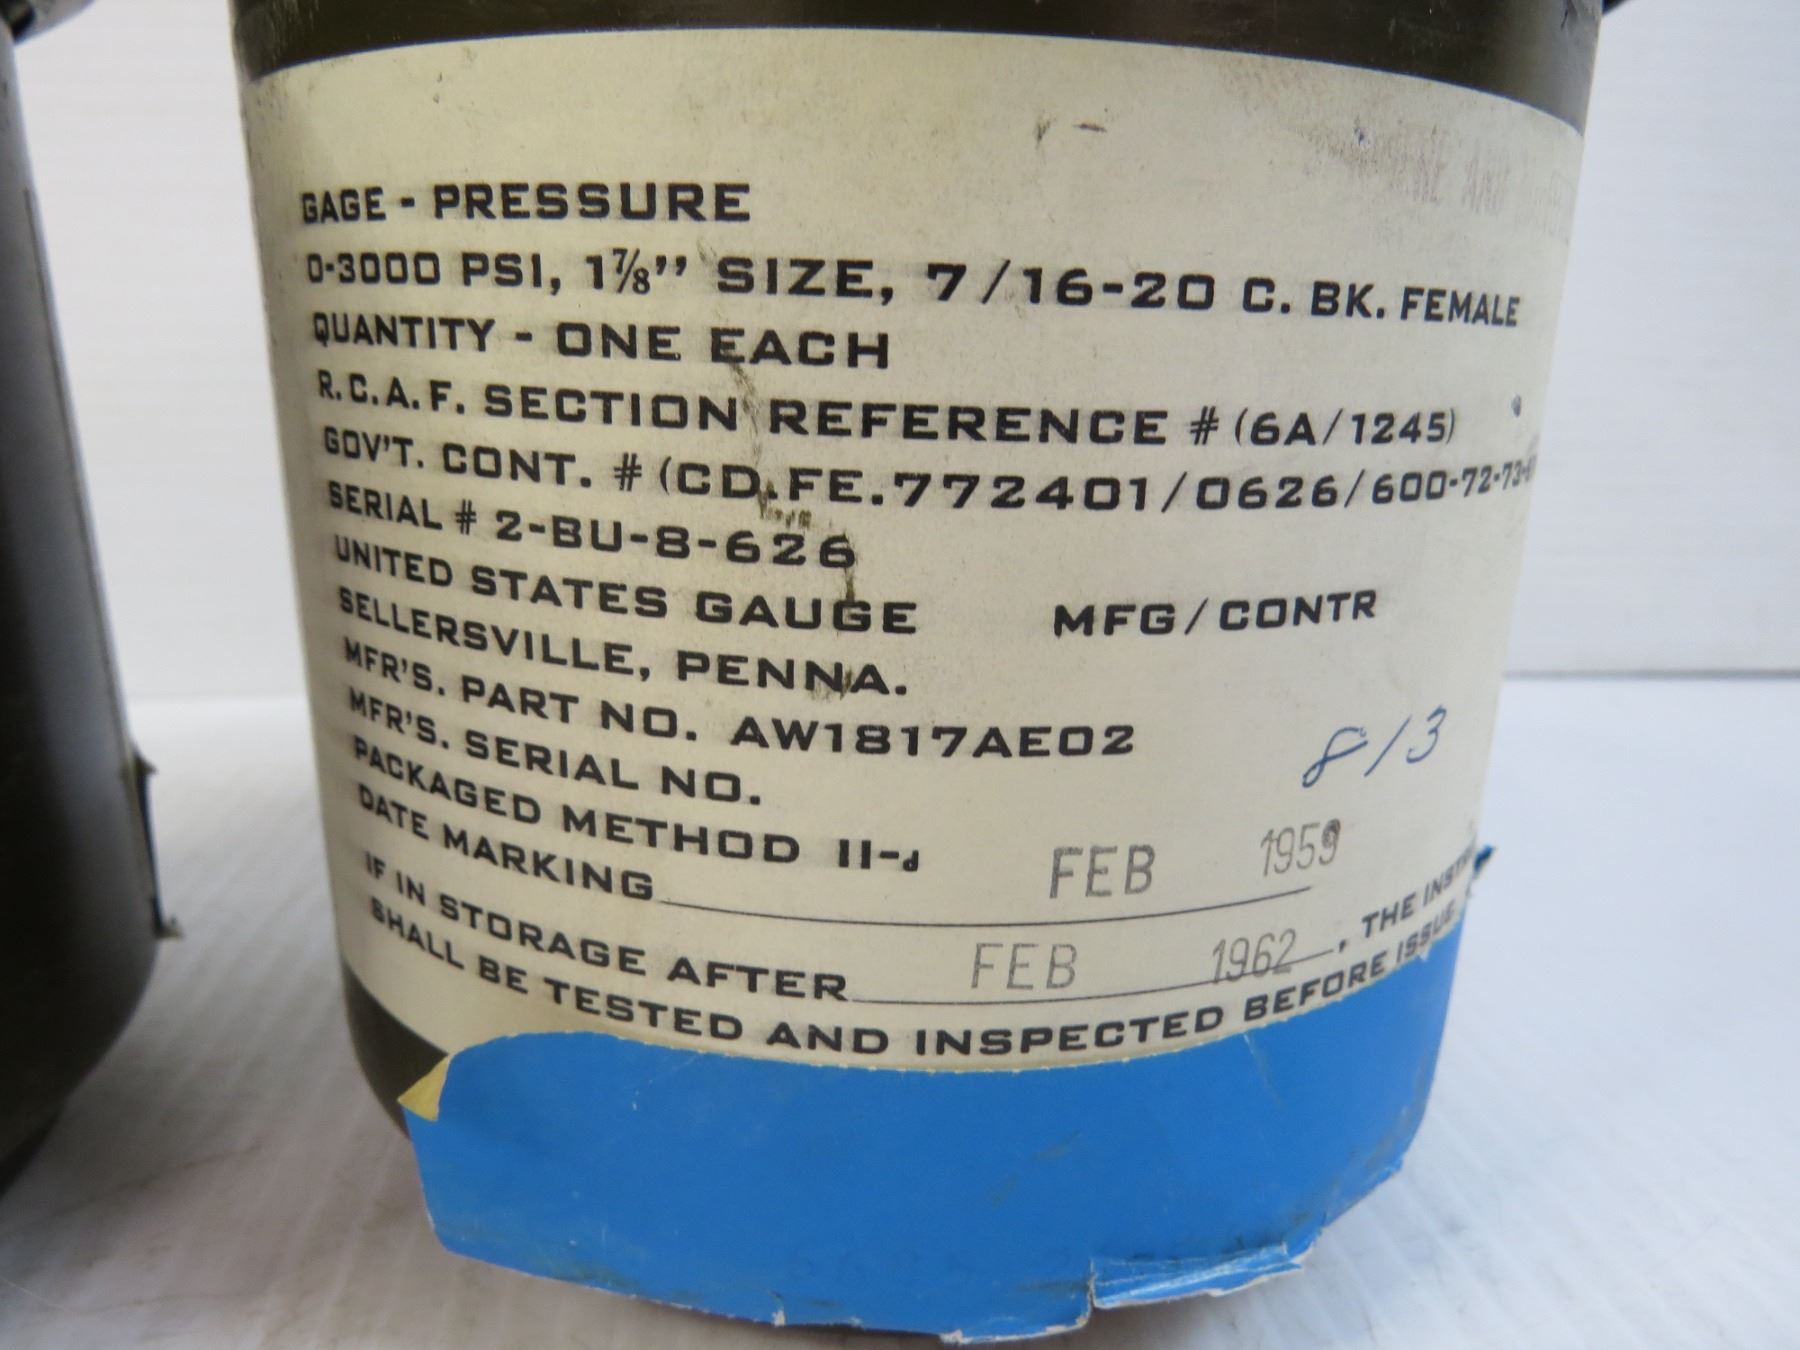 GAGE - PRESSURE
0-3000 PSI, 1⅞" SIZE, 7/16-20 C. BK. FEMALE
QUANTITY - ONE EACH
R.C.A.F. SECTION REFERENCE # (6A/1245)
GOV'T. CONT. # (CD.FE.772401/0626/600-72-73-
SERIAL # 2-BU-8-626
UNITED STATES GAUGE MFG/CONTR
SELLERSVILLE, PENNA.
MFR'S. PART NO. AW1817AE02
MFR'S. SERIAL NO. 8/3
PACKAGED METHOD II-d
DATE MARKING FEB 1959
IF IN STORAGE AFTER FEB 1962, THE
SHALL BE TESTED AND INSPECTED BEFORE ISSUE